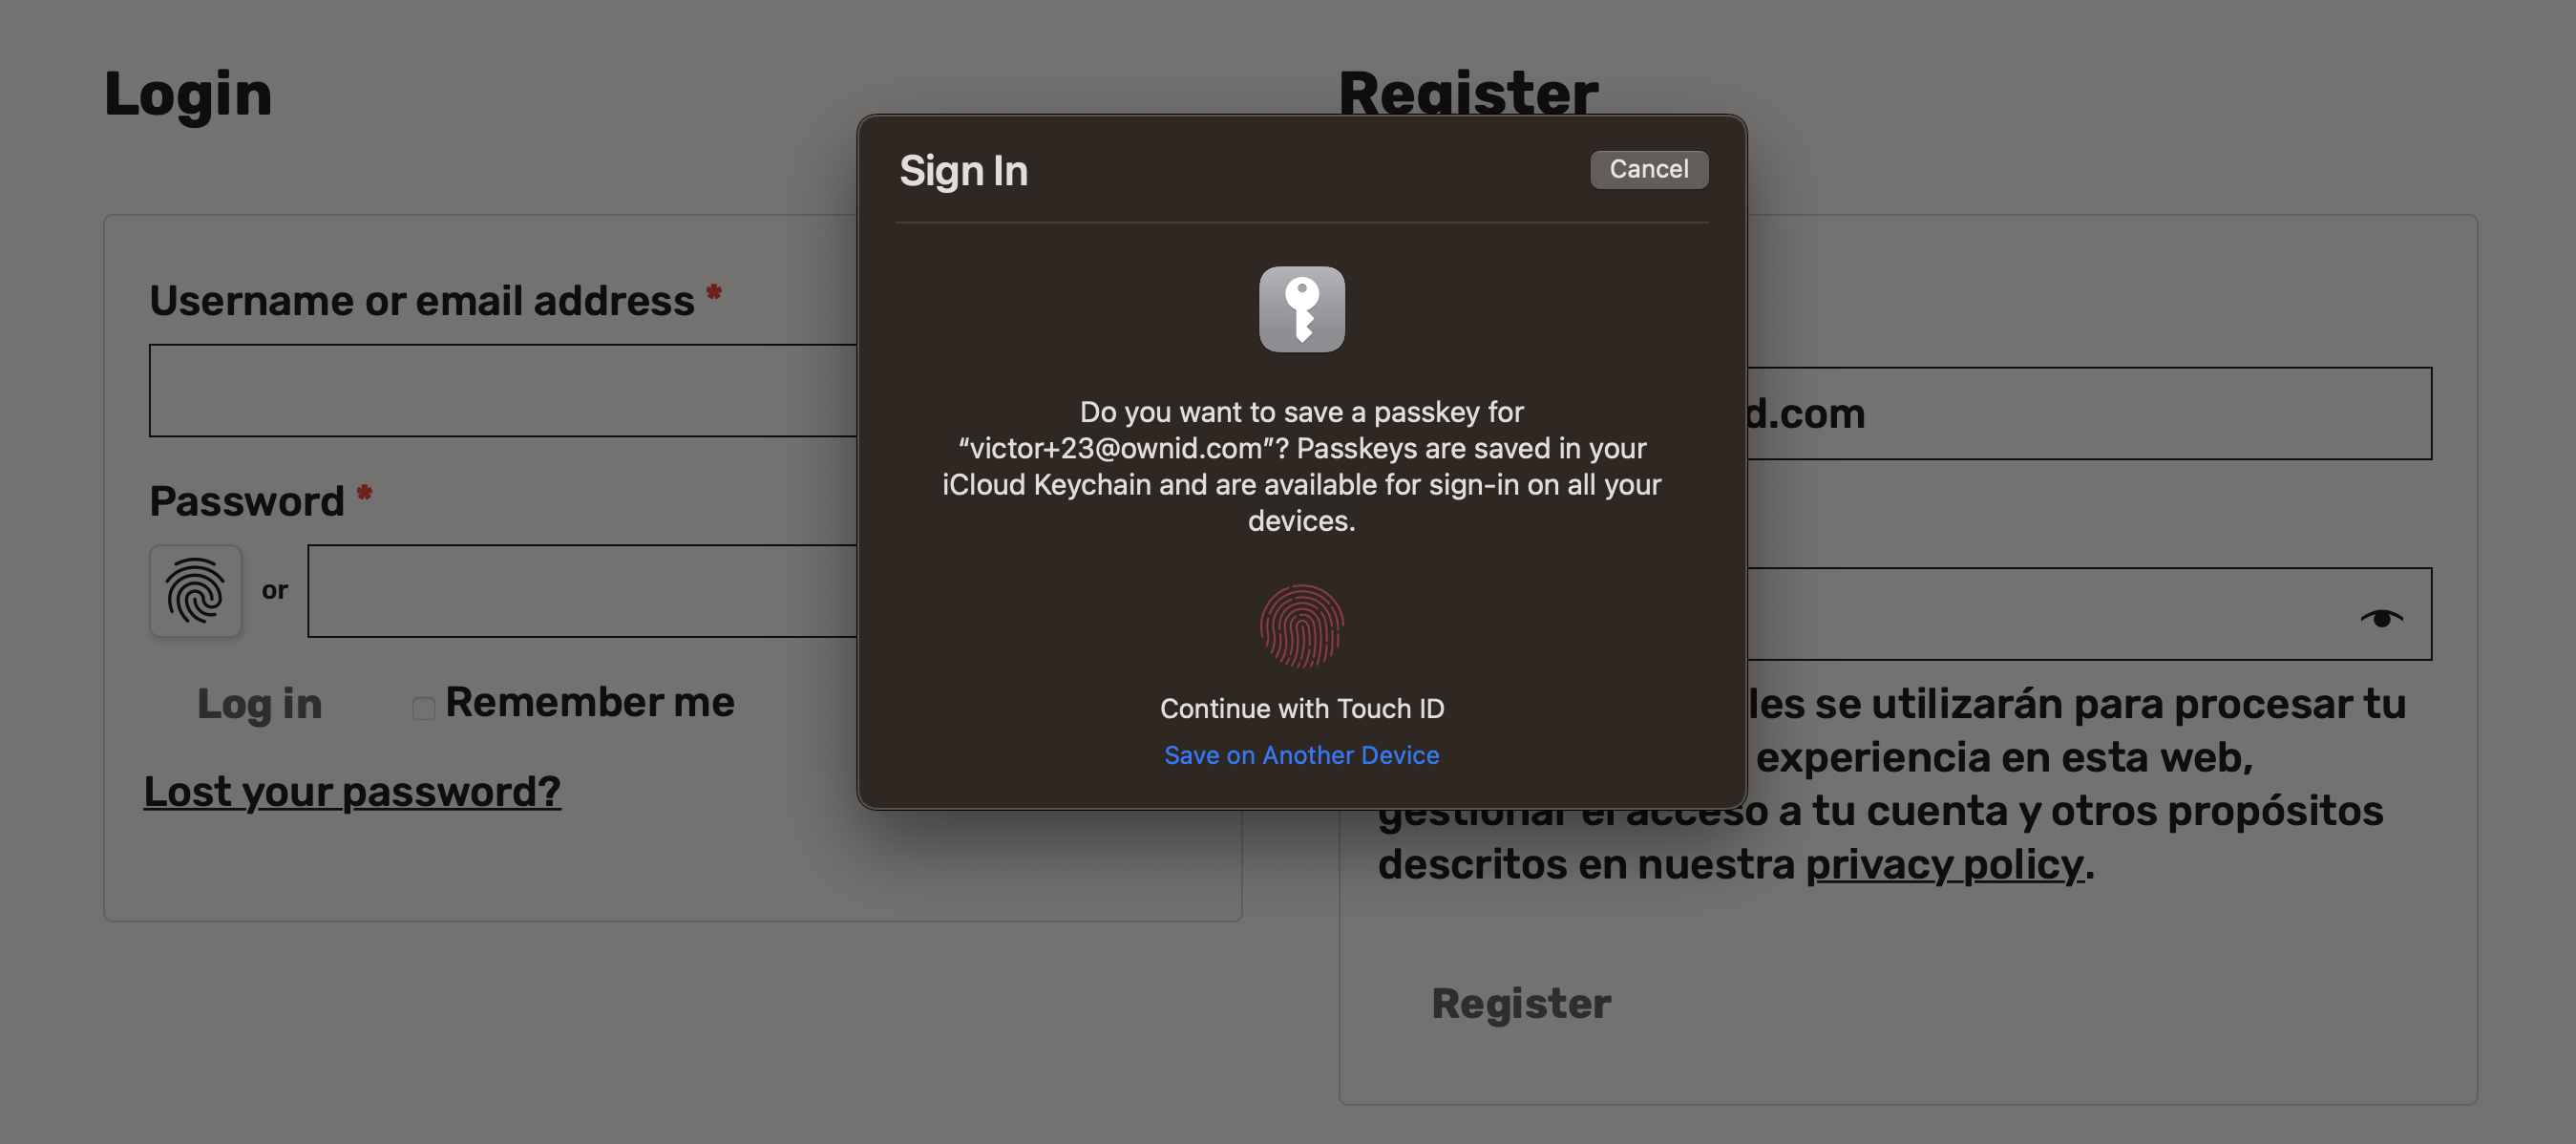 Login
Username or email address *
Password *
or
Log in
Remember me
Lost your password?
Register
d.com
les se utilizarán para procesar tu
experiencia en esta web,
gestionar el acceso a tu cuenta y otros propósitos
descritos en nuestra privacy policy.
Register
Sign In
Cancel
Do you want to save a passkey for
“victor+23@ownid.com”? Passkeys are saved in your
iCloud Keychain and are available for sign-in on all your
devices.
Continue with Touch ID
Save on Another Device